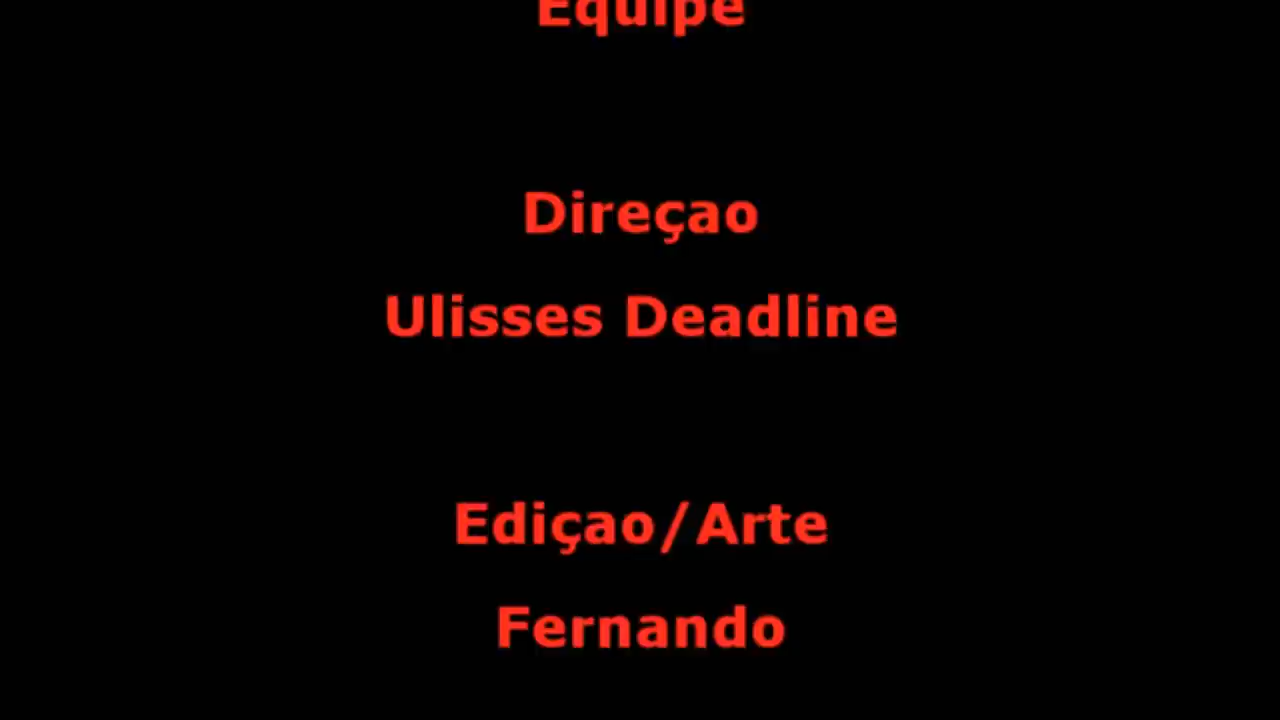 Equipe
Direçao
Ulisses Deadline
Ediçao/Arte
Fernando